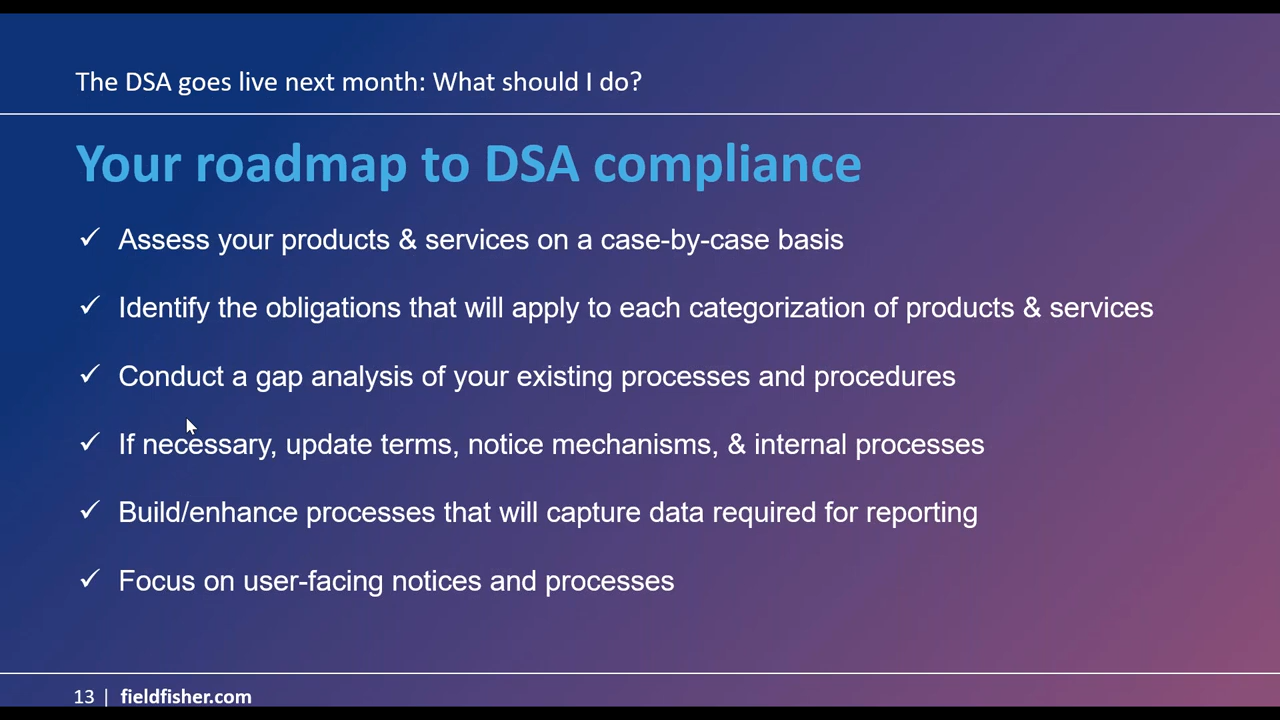 The DSA goes live next month: What should I do?
Your roadmap to DSA compliance
✓ Assess your products & services on a case-by-case basis
✓ Identify the obligations that will apply to each categorization of products & services
✓ Conduct a gap analysis of your existing processes and procedures
✓ If necessary, update terms, notice mechanisms, & internal processes
✓ Build/enhance processes that will capture data required for reporting
✓ Focus on user-facing notices and processes
13 | fieldfisher.com